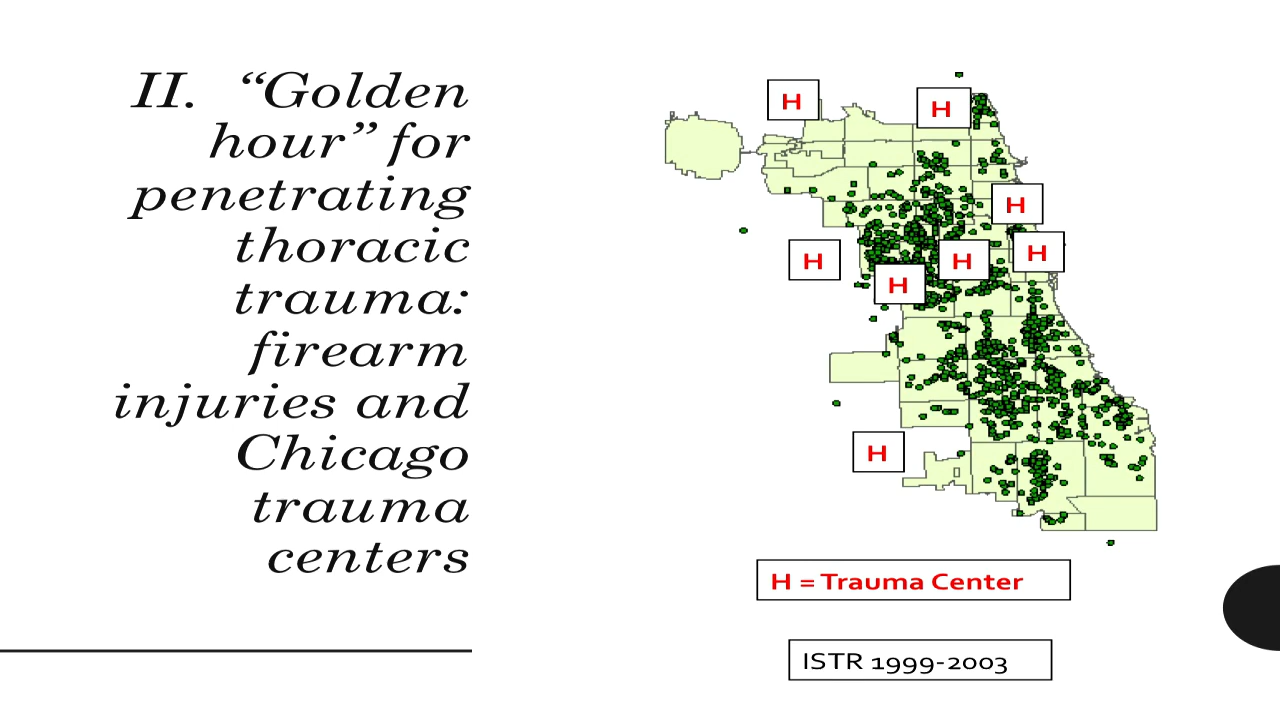 II. “Golden
hour” for
penetrating
thoracic
trauma:
firearm
injuries and
Chicago
trauma
centers
H
H
H
H
H
H
H
H
H = Trauma Center
ISTR 1999-2003